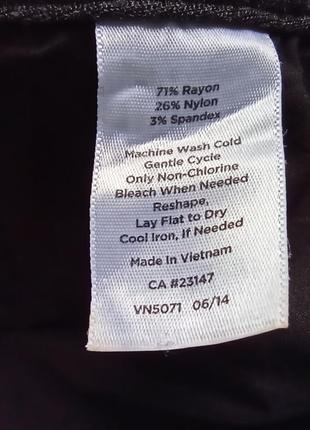 71% Rayon
26% Nylon
3% Spandex
Machine Wash Cold
Gentle Cycle
Only Non-Chlorine
Bleach When Needed
Reshape,
Lay Flat to Dry
Cool Iron, If Needed
Made In Vietnam
CA #23147
VN5071 06/14